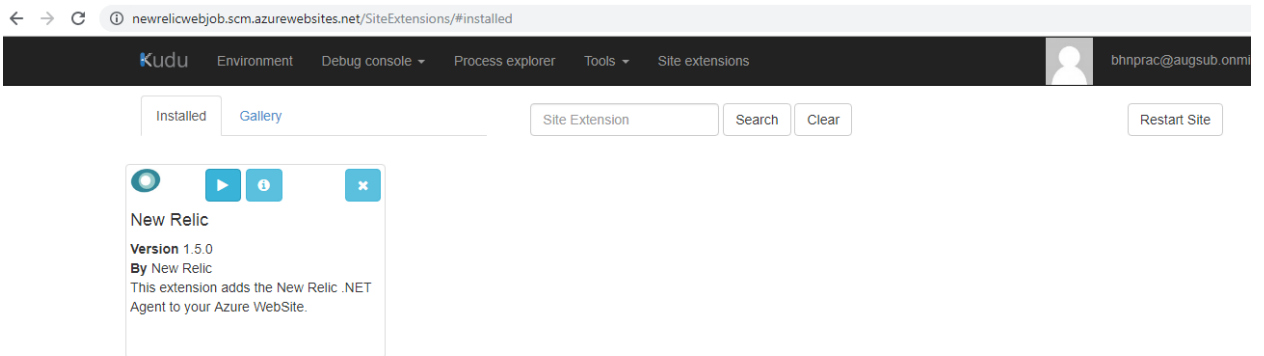 newrelicwebjob.scm.azurewebsites.net/SiteExtensions/#installed
Kudu Environment Debug console Process explorer Tools Site extensions bhnprac@augsub.onmi
Installed Gallery Site Extension Search Clear Restart Site
New Relic
Version 1.5.0
By New Relic
This extension adds the New Relic .NET
Agent to your Azure WebSite.